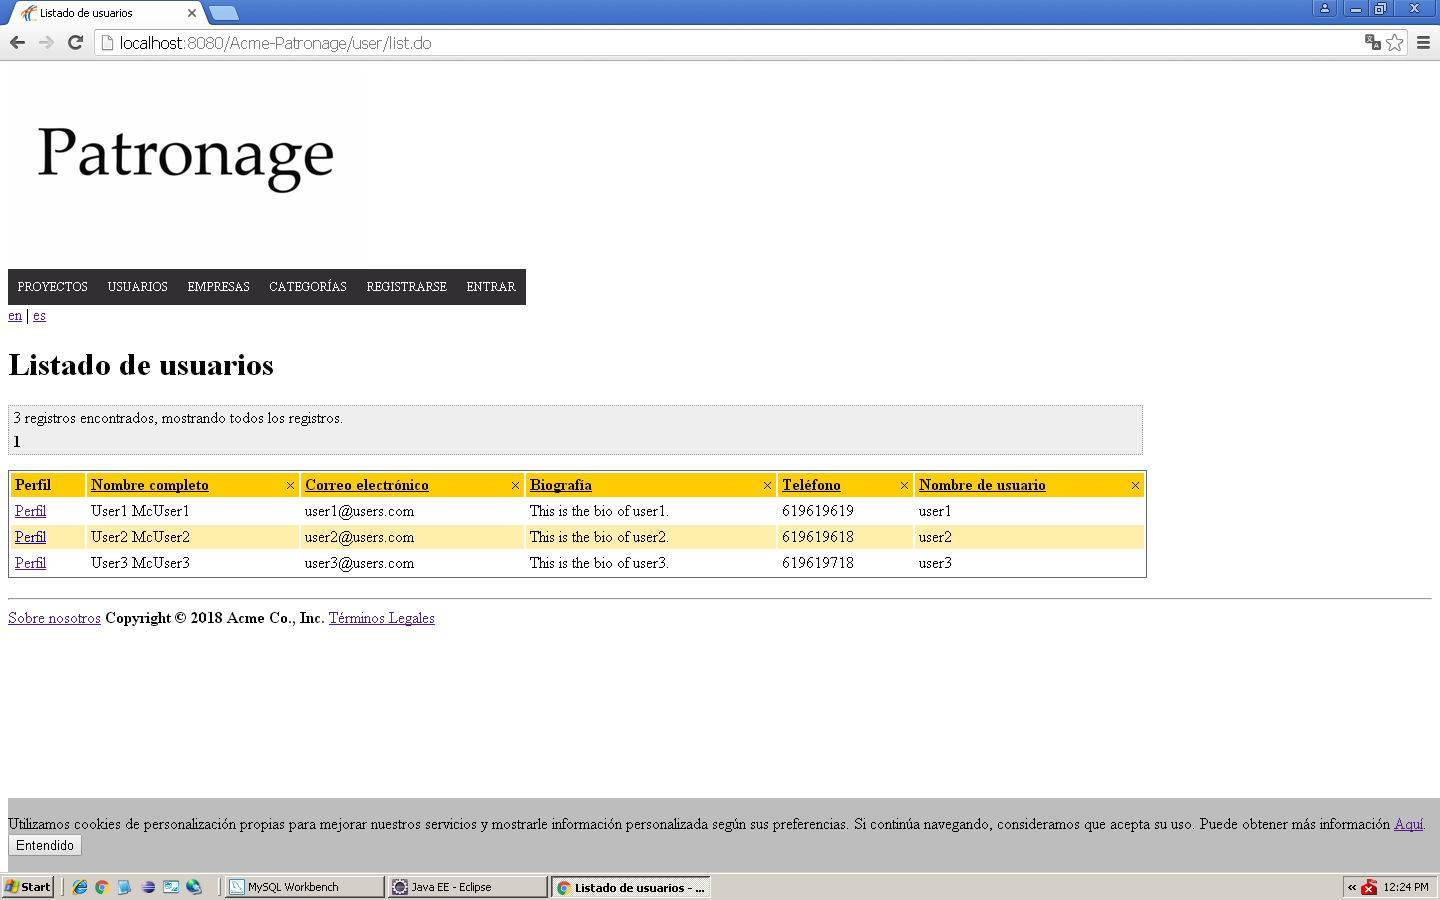 Listado de usuarios
localhost:8080/Acme-Patronage/user/list.do
Patronage
PROYECTOS USUARIOS EMPRESAS CATEGORÍAS REGISTRARSE ENTRAR
en | es
Listado de usuarios
3 registros encontrados, mostrando todos los registros.
1
Perfil Nombre completo Correo electrónico Biografía Teléfono Nombre de usuario
Perfil User1 McUser1 user1@users.com This is the bio of user1. 619619619 user1
Perfil User2 McUser2 user2@users.com This is the bio of user2. 619619618 user2
Perfil User3 McUser3 user3@users.com This is the bio of user3. 619619718 user3
Sobre nosotros Copyright © 2018 Acme Co., Inc. Términos Legales
Utilizamos cookies de personalización propias para mejorar nuestros servicios y mostrarle información personalizada según sus preferencias. Si continúa navegando, consideramos que acepta su uso. Puede obtener más información Aquí.
Entendido
Start MySQL Workbench Java EE - Eclipse Listado de usuarios - ... « 12:24 PM